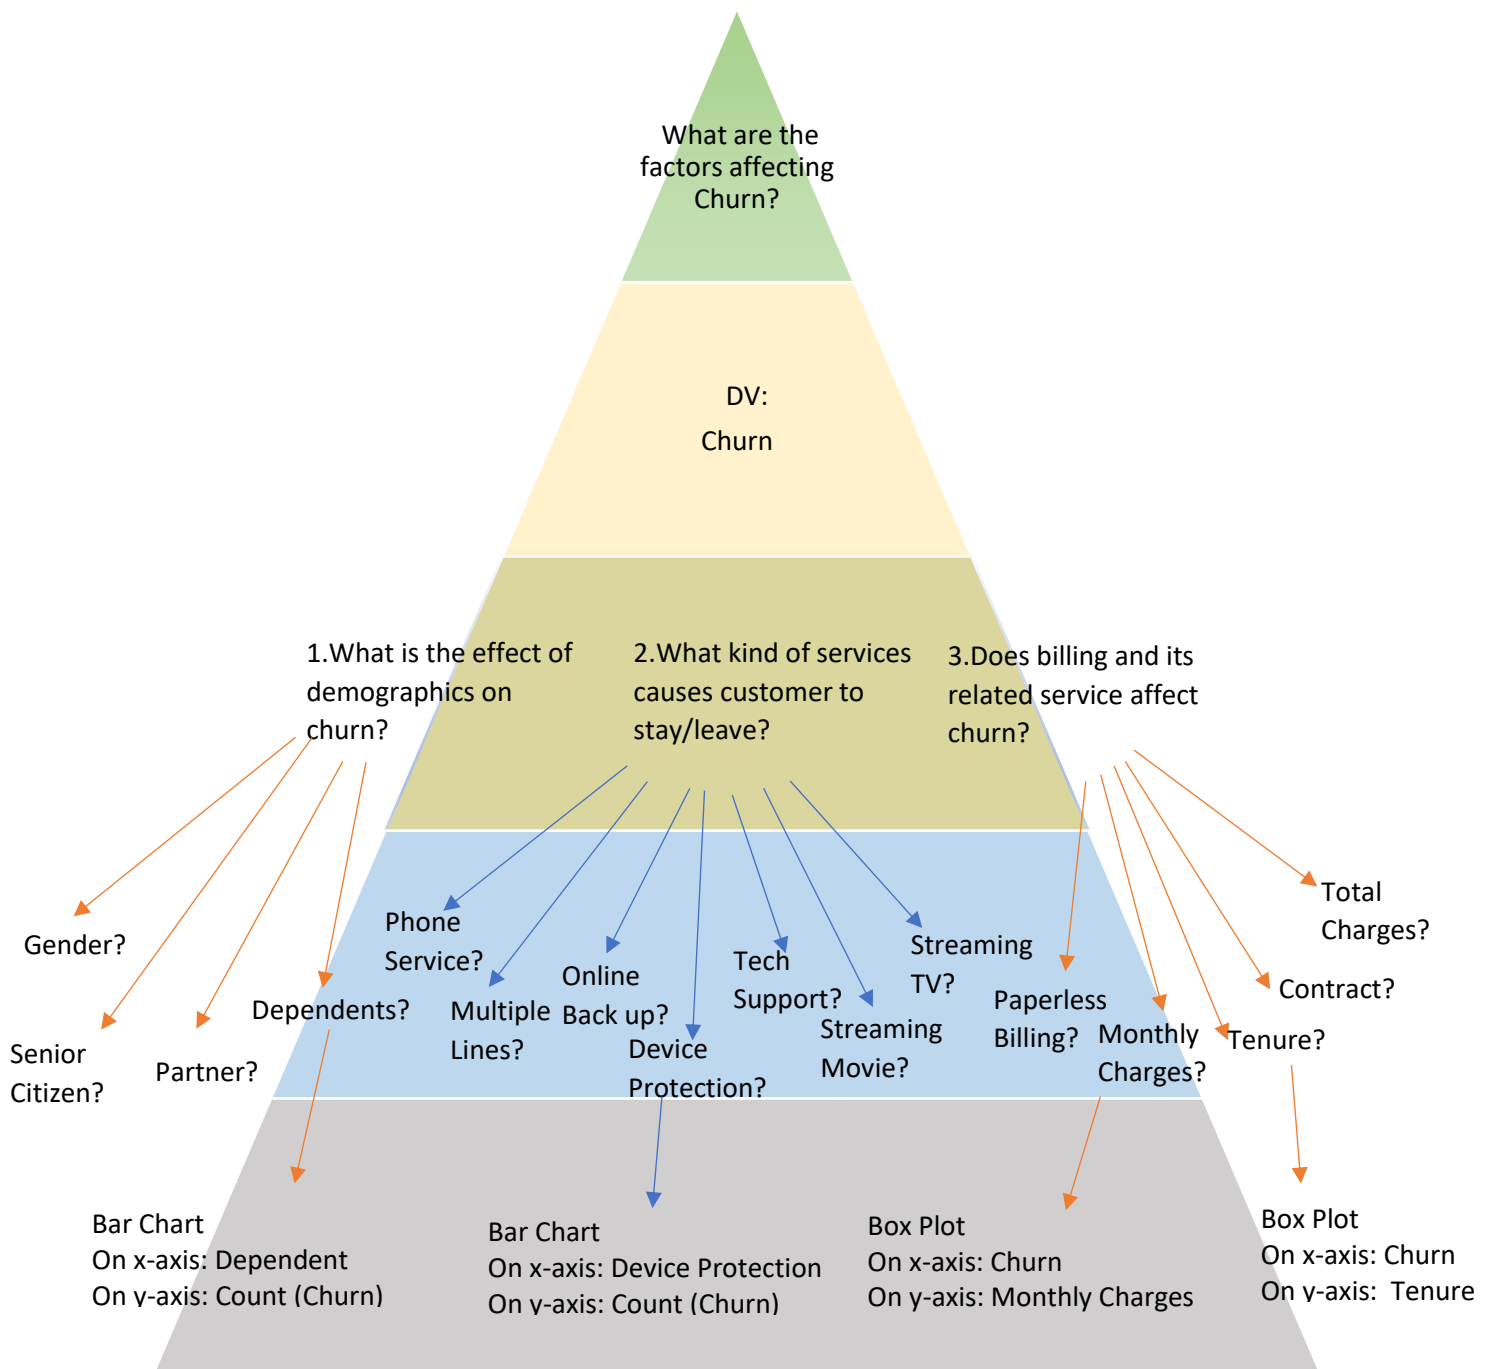 What are the
factors affecting
Churn?
DV:
Churn
1.What is the effect of
demographics on
churn?
2.What kind of services
causes customer to
stay/leave?
3.Does billing and its
related service affect
churn?
Gender?
Senior
Citizen?
Partner?
Dependents?
Phone
Service?
Multiple
Lines?
Online
Back up?
Device
Protection?
Tech
Support?
Streaming
Movie?
Streaming
TV?
Paperless
Billing?
Monthly
Charges?
Tenure?
Contract?
Total
Charges?
Bar Chart
On x-axis: Dependent
On y-axis: Count (Churn)
Bar Chart
On x-axis: Device Protection
On y-axis: Count (Churn)
Box Plot
On x-axis: Churn
On y-axis: Monthly Charges
Box Plot
On x-axis: Churn
On y-axis:  Tenure